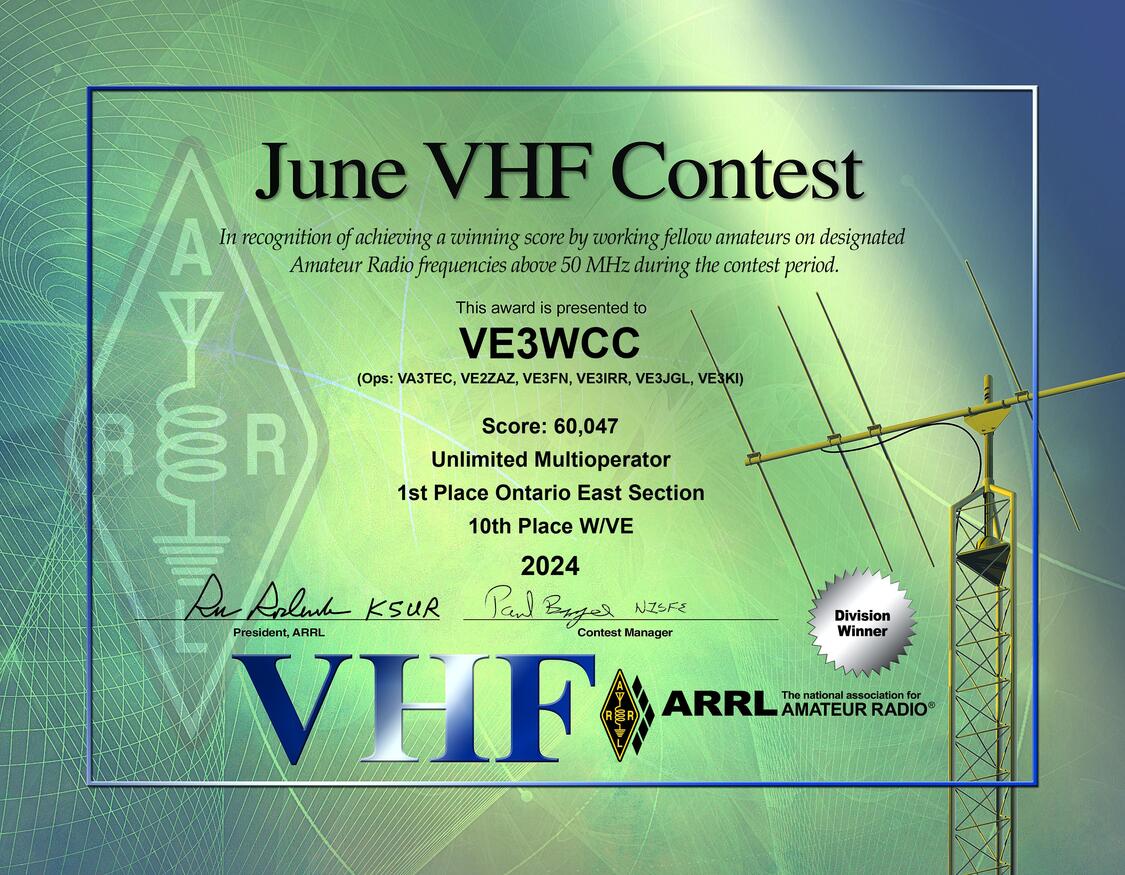 June VHF Contest
In recognition of achieving a winning score by working fellow amateurs on designated
Amateur Radio frequencies above 50 MHz during the contest period.
This award is presented to
VE3WCC
(Ops: VA3TEC, VE2ZAZ, VE3FN, VE3IRR, VE3JGL, VE3KI)
Score: 60,047
Unlimited Multioperator
1st Place Ontario East Section
10th Place W/VE
2024
K5UR
Paul N1SFE
President, ARRL
Contest Manager
Division
Winner
VHF
A
R R
L
ARRL The national association for
AMATEUR RADIO®
A
R R
L